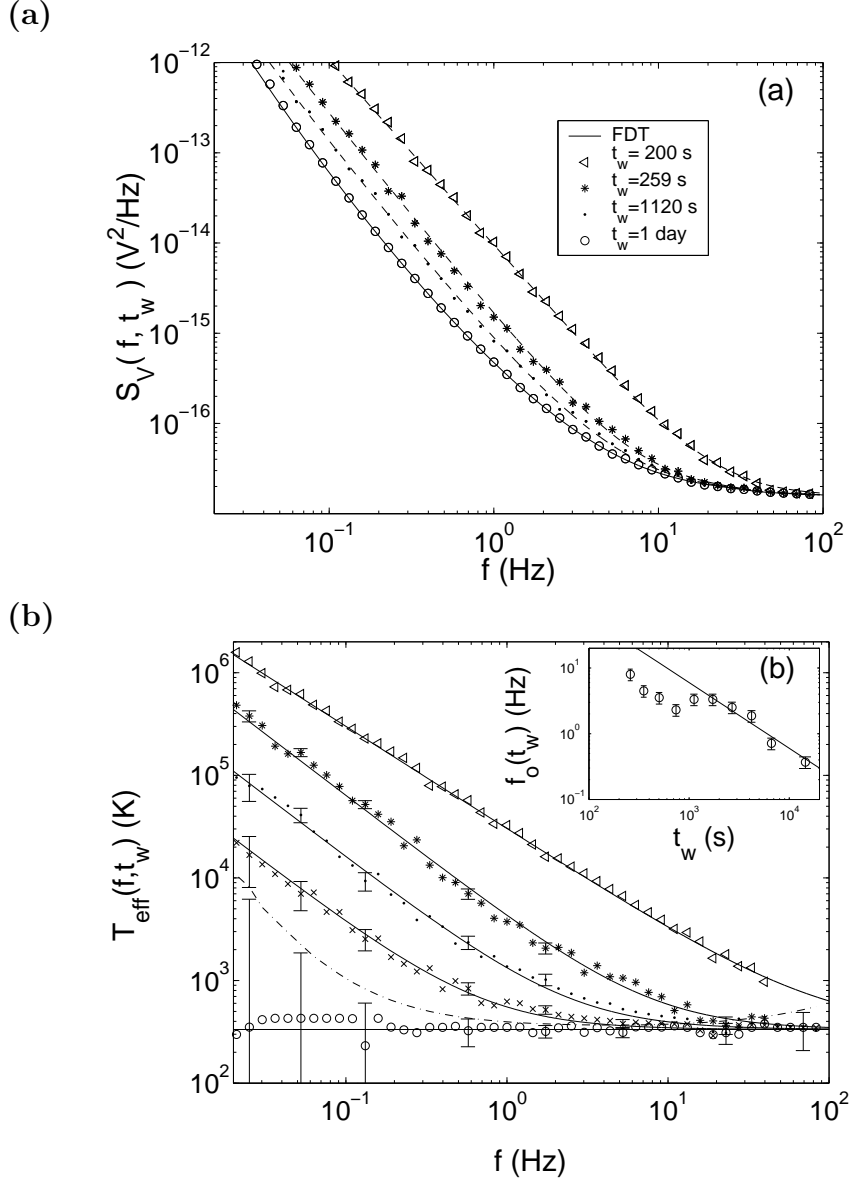 (a)
(a)
10^-12
10^-13
10^-14
10^-15
10^-16
S_V(f, t_w) (V^2/Hz)
FDT
t_w= 200 s
t_w=259 s
t_w=1120 s
t_w=1 day
10^-1
10^0
10^1
10^2
f (Hz)
(b)
(b)
10^6
10^5
10^4
10^3
10^2
T_eff(f,t_w) (K)
10^1
10^0
10^-1
f_o(t_w) (Hz)
10^2
10^3
10^4
t_w (s)
10^-1
10^0
10^1
10^2
f (Hz)